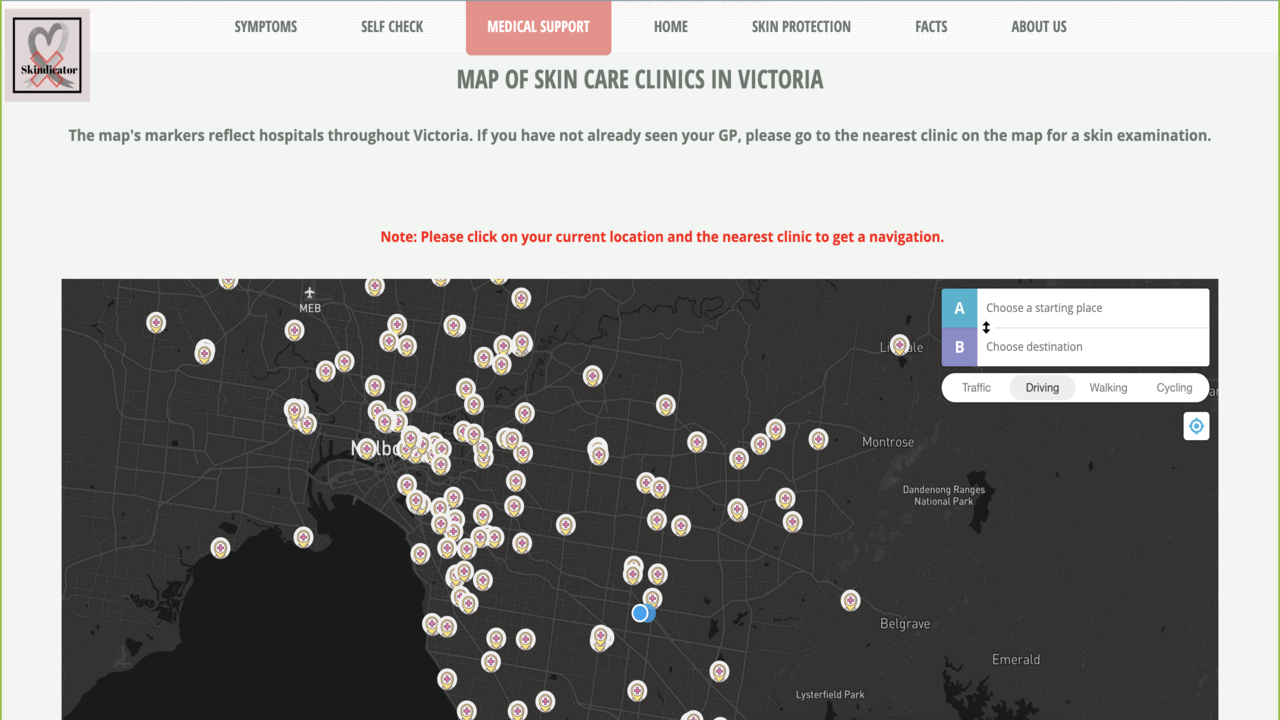 SYMPTOMS SELF CHECK MEDICAL SUPPORT HOME SKIN PROTECTION FACTS ABOUT US
Skindicator
MAP OF SKIN CARE CLINICS IN VICTORIA
The map's markers reflect hospitals throughout Victoria. If you have not already seen your GP, please go to the nearest clinic on the map for a skin examination.
Note: Please click on your current location and the nearest clinic to get a navigation.
MEB
A Choose a starting place
B Choose destination
Traffic Driving Walking Cycling
Montrose
Dandenong Ranges
National Park
Belgrave
Emerald
Lysterfield Park